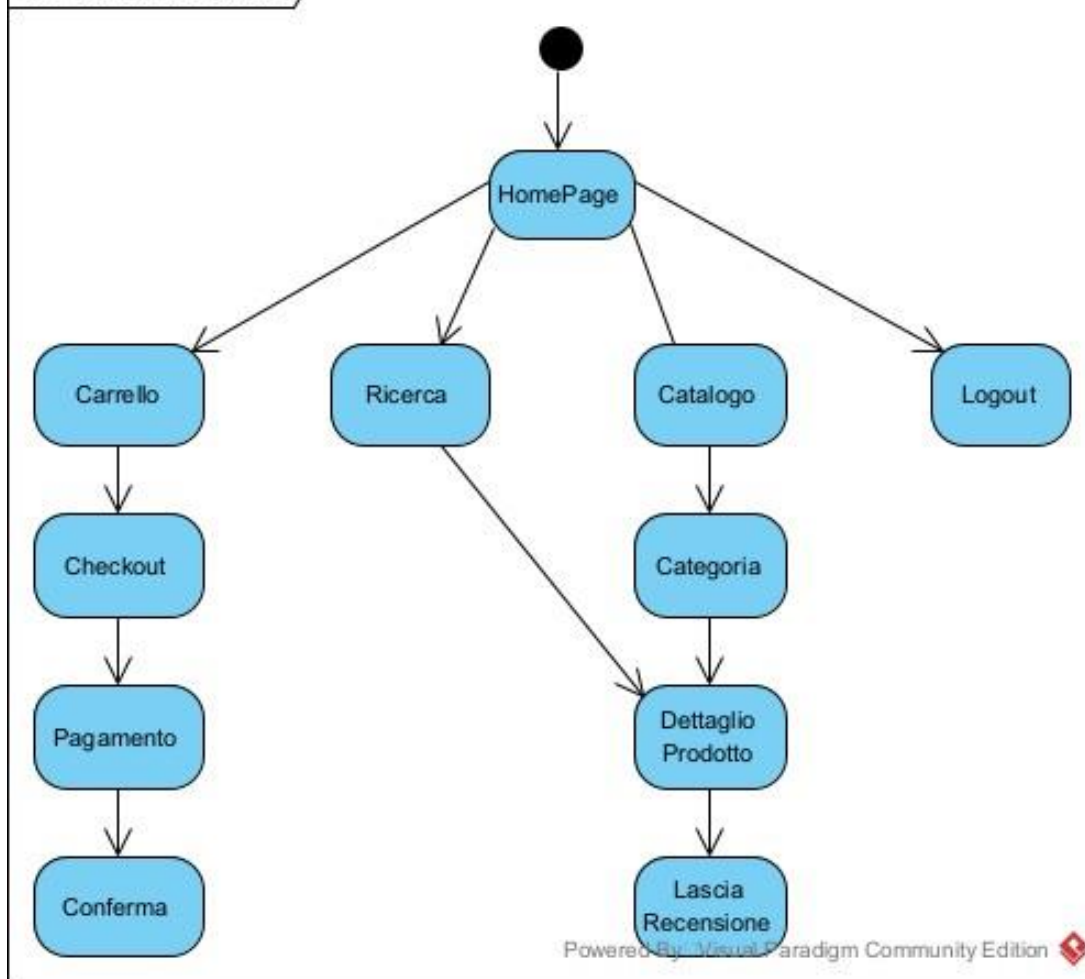 HomePage
Carrello
Ricerca
Catalogo
Logout
Checkout
Categoria
Pagamento
Dettaglio
Prodotto
Conferma
Lascia
Recensione
Powered By Visual Paradigm Community Edition